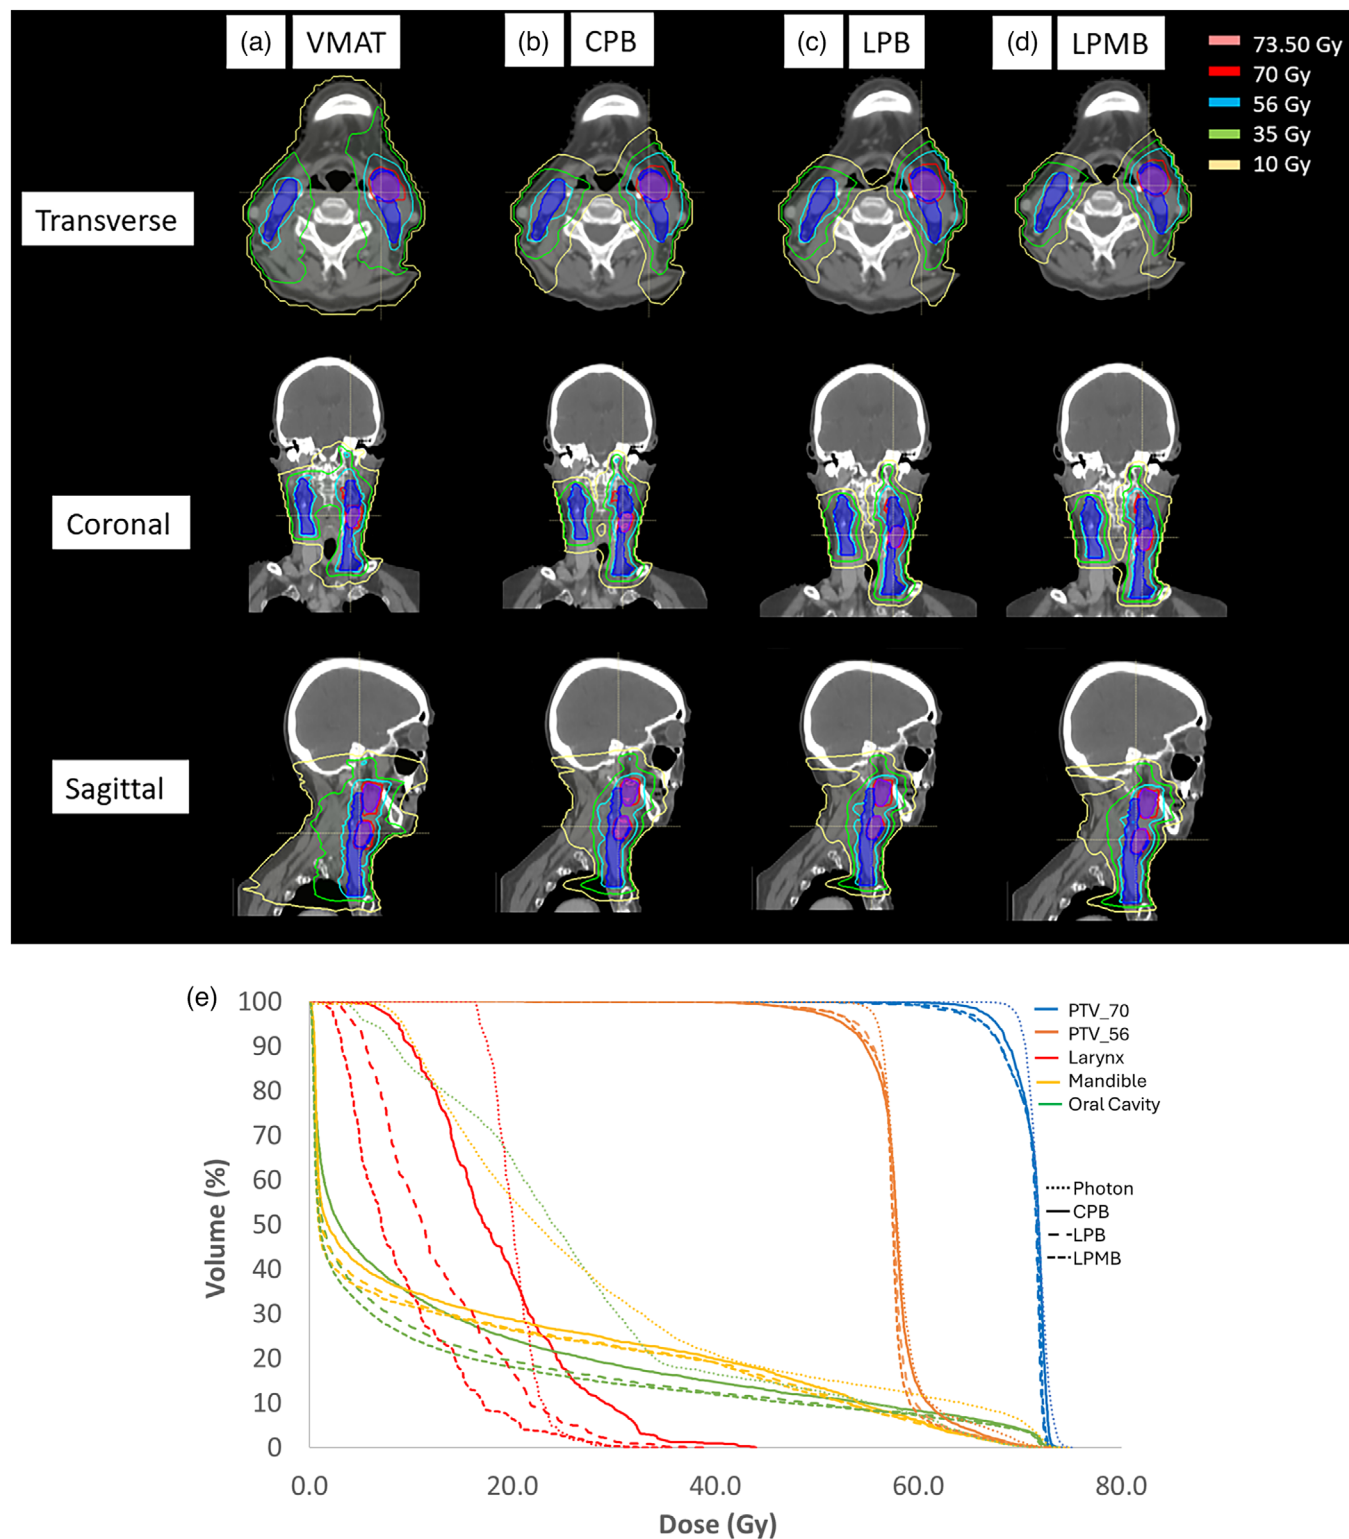 (a) VMAT (b) CPB (c) LPB (d) LPMB
73.50 Gy
70 Gy
56 Gy
35 Gy
10 Gy
Transverse
Coronal
Sagittal
(e)
100
90
80
70
60
50
40
30
20
10
0
Volume (%)
0.0 20.0 40.0 60.0 80.0
Dose (Gy)
PTV_70
PTV_56
Larynx
Mandible
Oral Cavity
Photon
CPB
LPB
LPMB